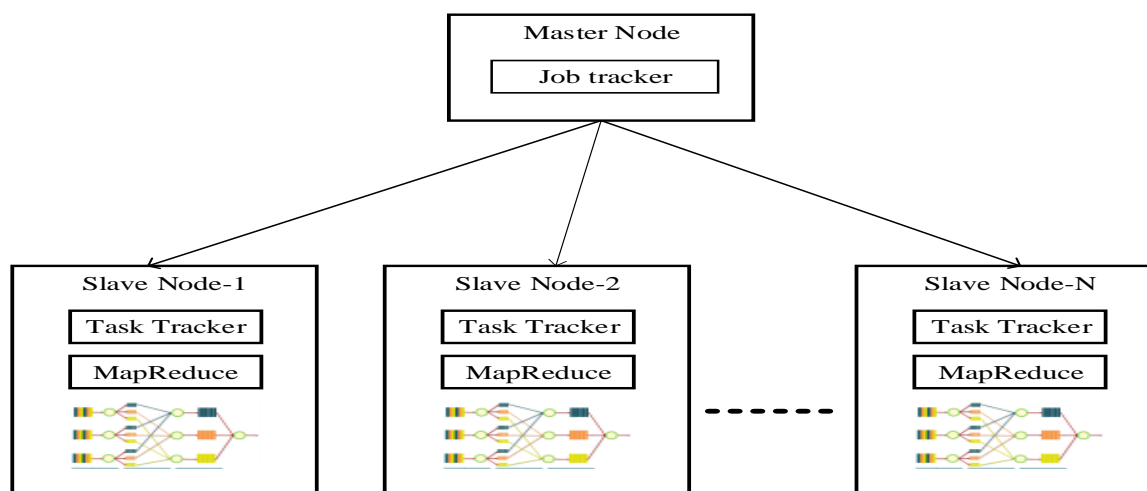 Master Node
Job tracker
Slave Node-1
Task Tracker
MapReduce
Slave Node-2
Task Tracker
MapReduce
Slave Node-N
Task Tracker
MapReduce